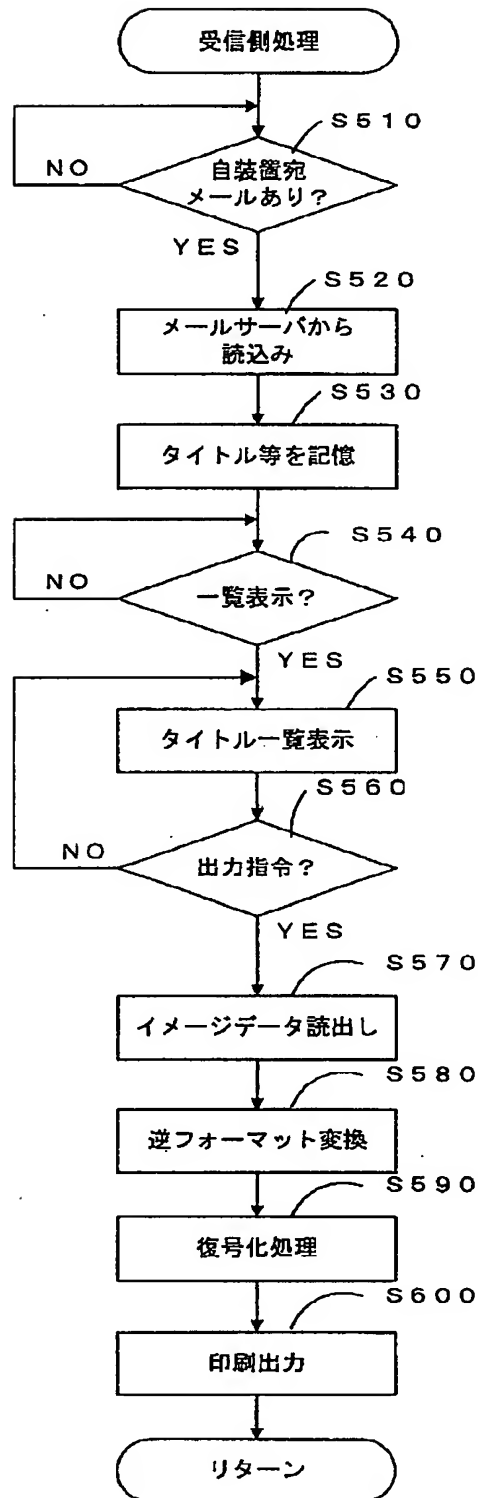 受信側処理
S510
自装置宛
メールあり?
NO
YES
S520
メールサーバから
読込み
S530
タイトル等を記憶
S540
一覧表示?
NO
YES
S550
タイトル一覧表示
S560
出力指令?
NO
YES
S570
イメージデータ読出し
S580
逆フォーマット変換
S590
復号化処理
S600
印刷出力
リターン